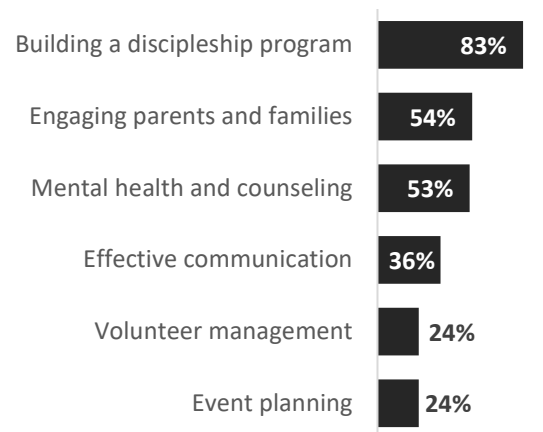 Building a discipleship program 83%
Engaging parents and families 54%
Mental health and counseling 53%
Effective communication 36%
Volunteer management 24%
Event planning 24%